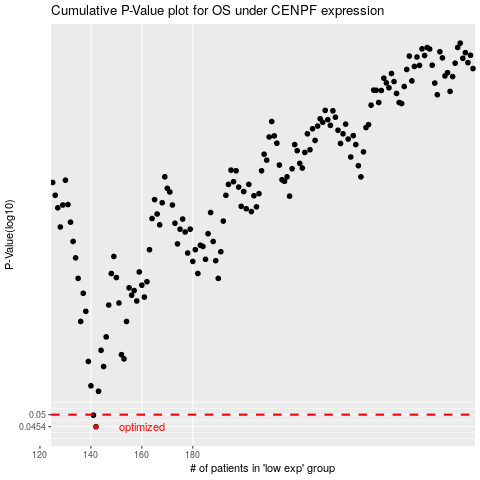 Cumulative P-Value plot for OS under CENPF expression
P-Value(log10)
0.05
0.0454
optimized
120 140 160 180
# of patients in 'low exp' group